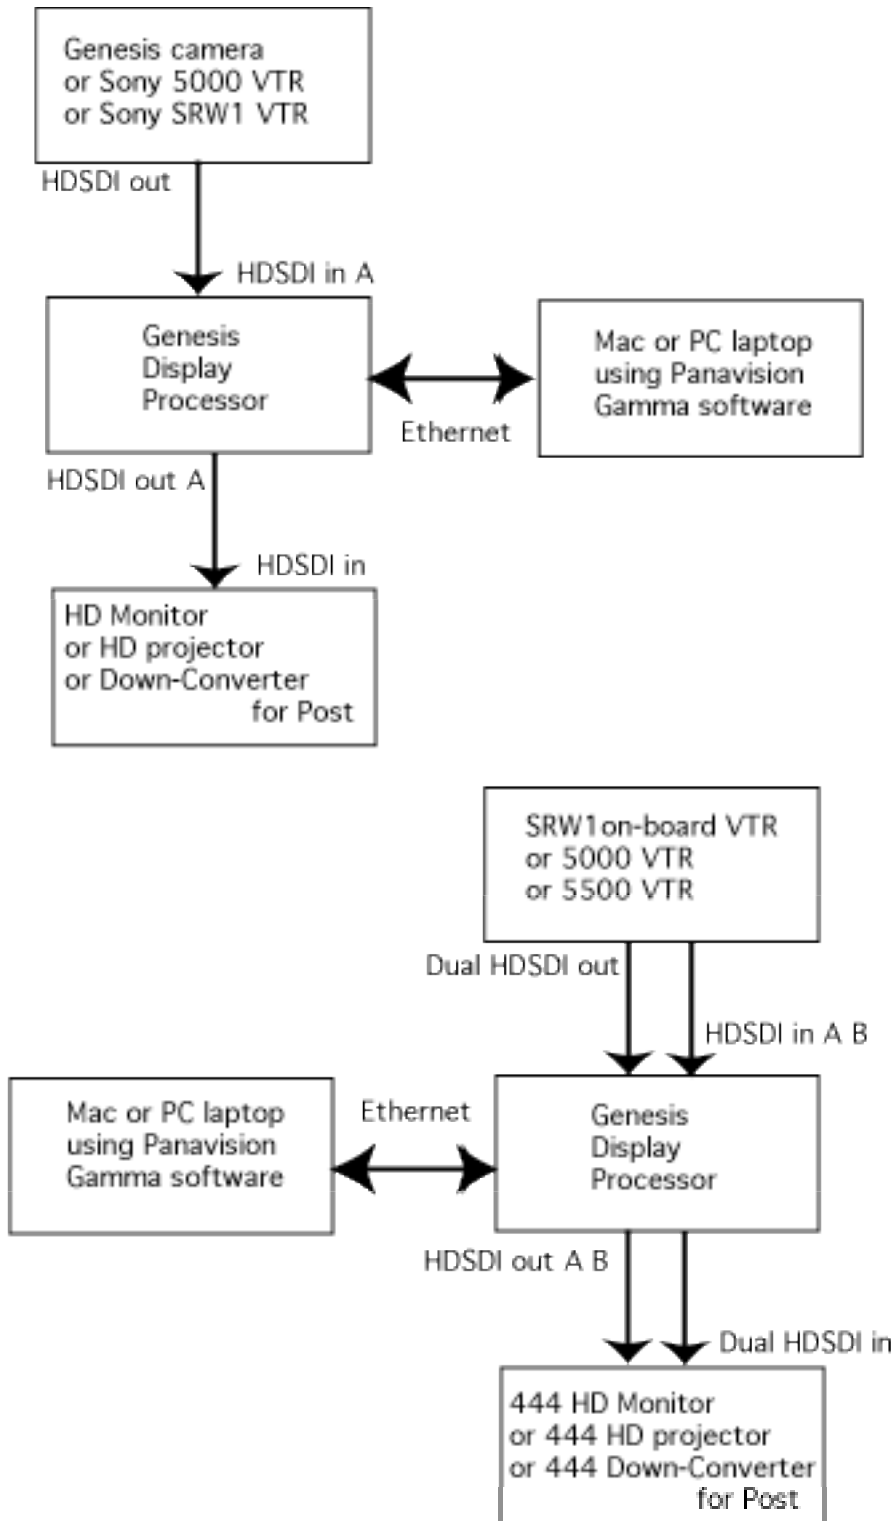 Genesis camera
or Sony 5000 VTR
or Sony SRW1 VTR
HDSDI out
HDSDI in A
Genesis
Display
Processor
Mac or PC laptop
using Panavision
Gamma software
Ethernet
HDSDI out A
HDSDI in
HD Monitor
or HD projector
or Down-Converter
for Post
SRW1on-board VTR
or 5000 VTR
or 5500 VTR
Dual HDSDI out
HDSDI in A B
Mac or PC laptop
using Panavision
Gamma software
Ethernet
Genesis
Display
Processor
HDSDI out A B
Dual HDSDI in
444 HD Monitor
or 444 HD projector
or 444 Down-Converter
for Post